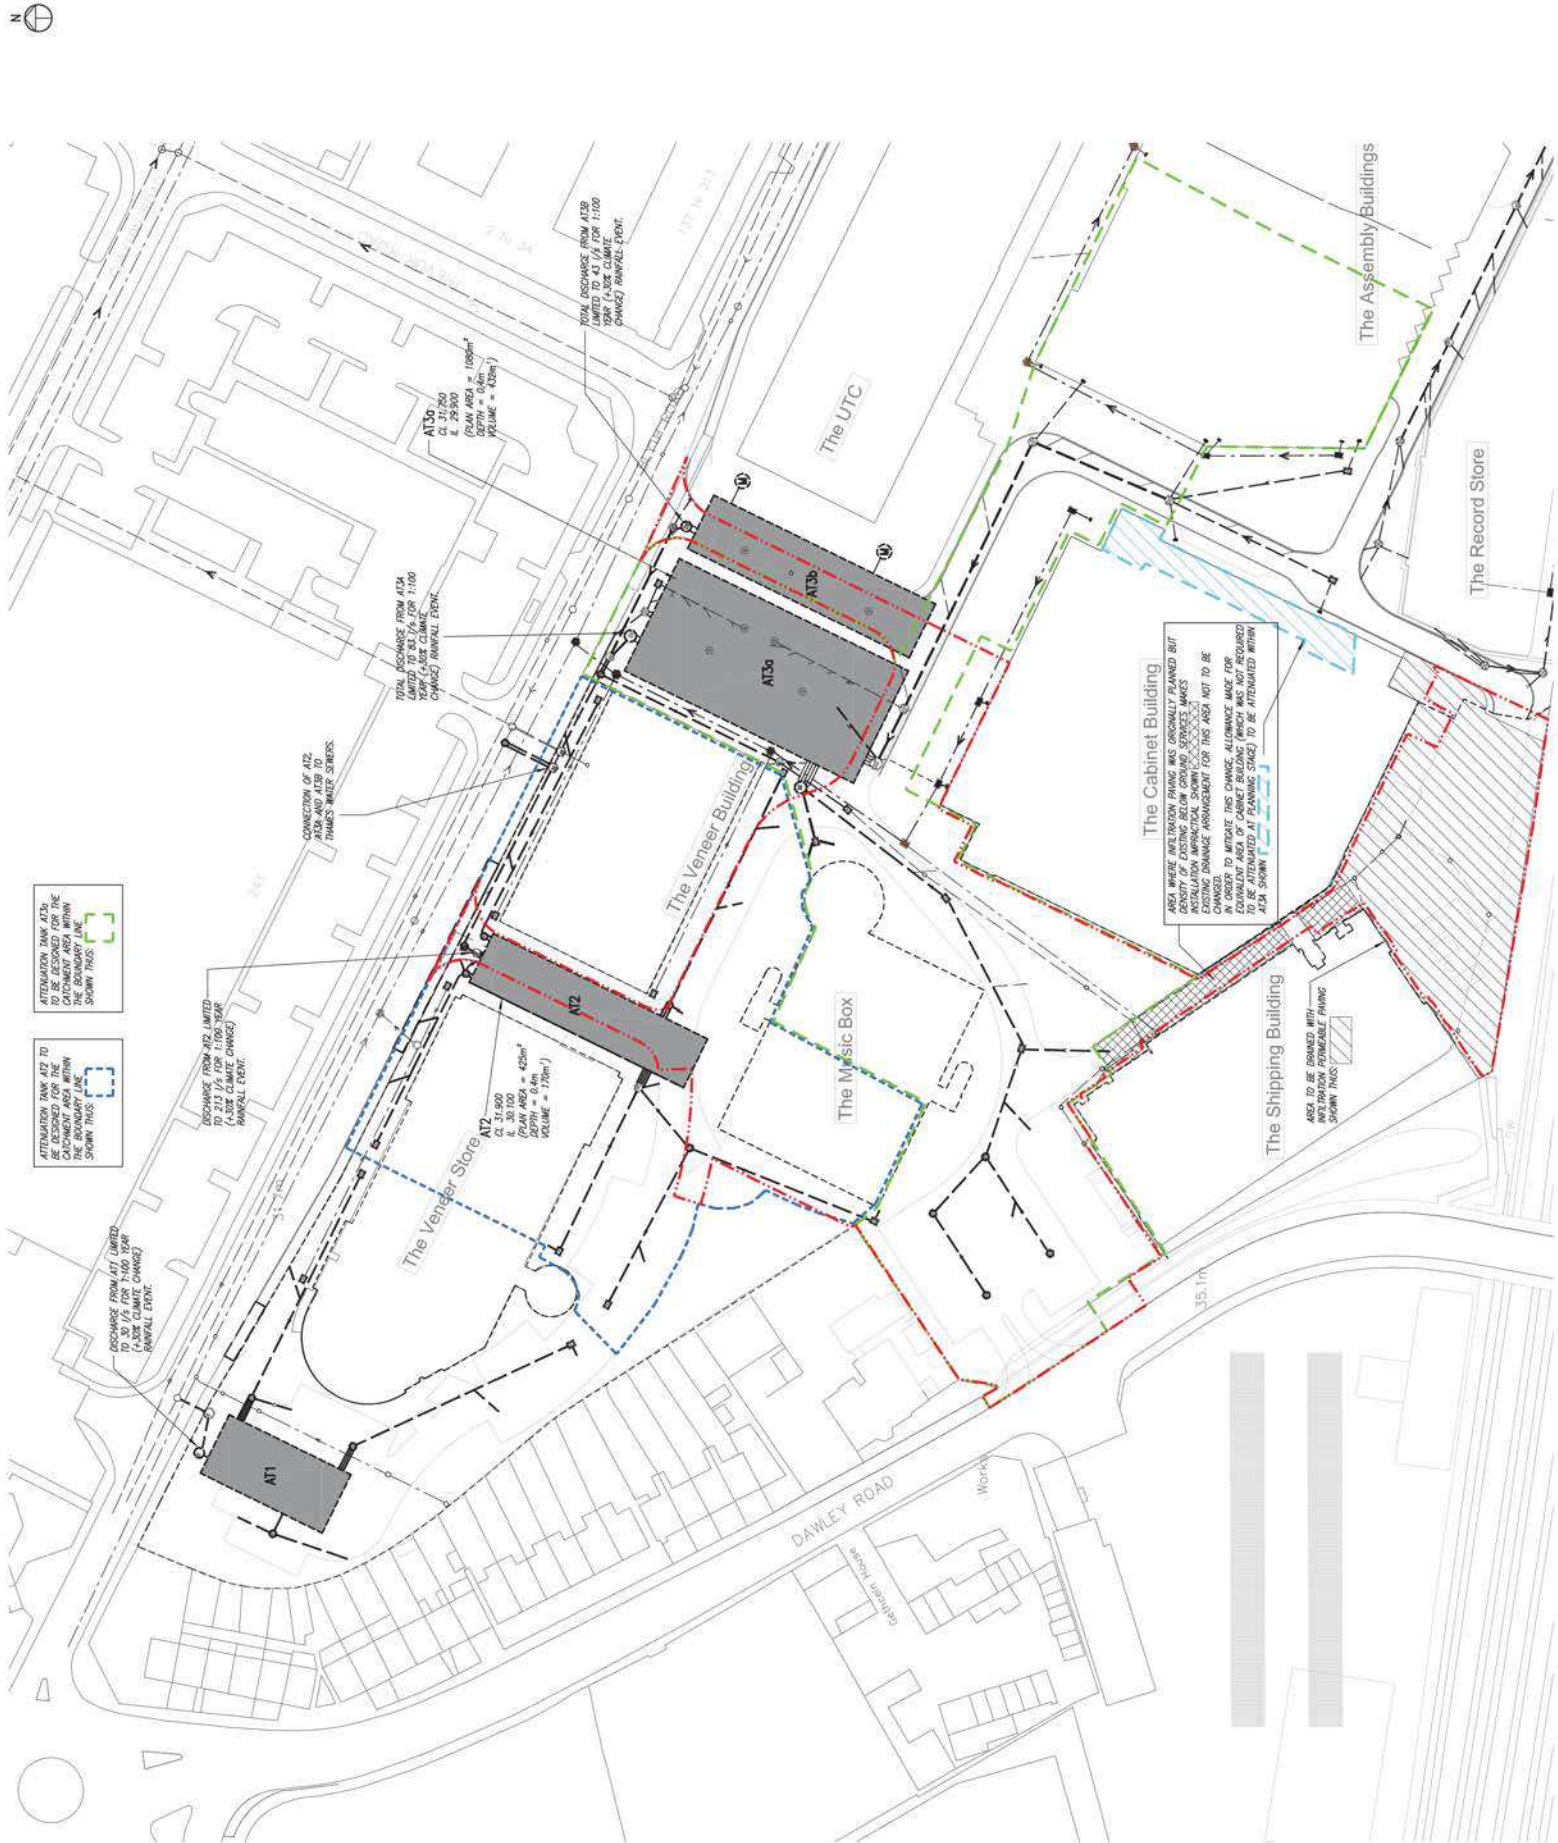 N
ATTENUATION TANK AT2 TO
BE DESIGNED FOR THE
CATCHMENT AREA WITHIN
THE BOUNDARY LINE
SHOWN THUS:
ATTENUATION TANK AT3a
TO BE DESIGNED FOR THE
CATCHMENT AREA WITHIN
THE BOUNDARY LINE
SHOWN THUS:
DISCHARGE FROM AT1 LIMITED
TO 30 l/s FOR 1:100 YEAR
(+30% CLIMATE CHANGE)
RAINFALL EVENT.
DISCHARGE FROM AT2 LIMITED
TO 213 l/s FOR 1:100 YEAR
(+30% CLIMATE CHANGE)
RAINFALL EVENT.
CONNECTION OF AT2,
AT3A AND AT3B TO
THAMES WATER SEWERS.
TOTAL DISCHARGE FROM AT3A
LIMITED TO 83 l/s FOR 1:100
YEAR (+30% CLIMATE
CHANGE) RAINFALL EVENT.
AT3a
CL 31.750
IL 29.900
(PLAN AREA = 1080m²
DEPTH = 0.4m
VOLUME = 432m³)
TOTAL DISCHARGE FROM AT3B
LIMITED TO 43 l/s FOR 1:100
YEAR (+30% CLIMATE
CHANGE) RAINFALL EVENT.
AT2
CL 31.900
IL 30.100
(PLAN AREA = 425m²
DEPTH = 0.4m
VOLUME = 170m³)
AT1
AT2
AT3a
AT3b
M
M
The Veneer Store
The Veneer Building
The UTC
The Music Box
The Cabinet Building
The Assembly Buildings
The Record Store
The Shipping Building
AREA WHERE INFILTRATION PAVING WAS ORIGINALLY PLANNED BUT
DENSITY OF EXISTING BELOW GROUND SERVICES MAKES
INSTALLATION IMPRACTICAL SHOWN
EXISTING DRAINAGE ARRANGEMENT FOR THIS AREA NOT TO BE
CHANGED.
IN ORDER TO MITIGATE THIS CHANGE, ALLOWANCE MADE FOR
EQUIVALENT AREA OF CABINET BUILDING (WHICH WAS NOT REQUIRED
TO BE ATTENUATED AT PLANNING STAGE) TO BE ATTENUATED WITHIN
AT3A SHOWN
AREA TO BE DRAINED WITH
INFILTRATION PERMEABLE PAVING
SHOWN THUS:
DAWLEY ROAD
Works
35.1m